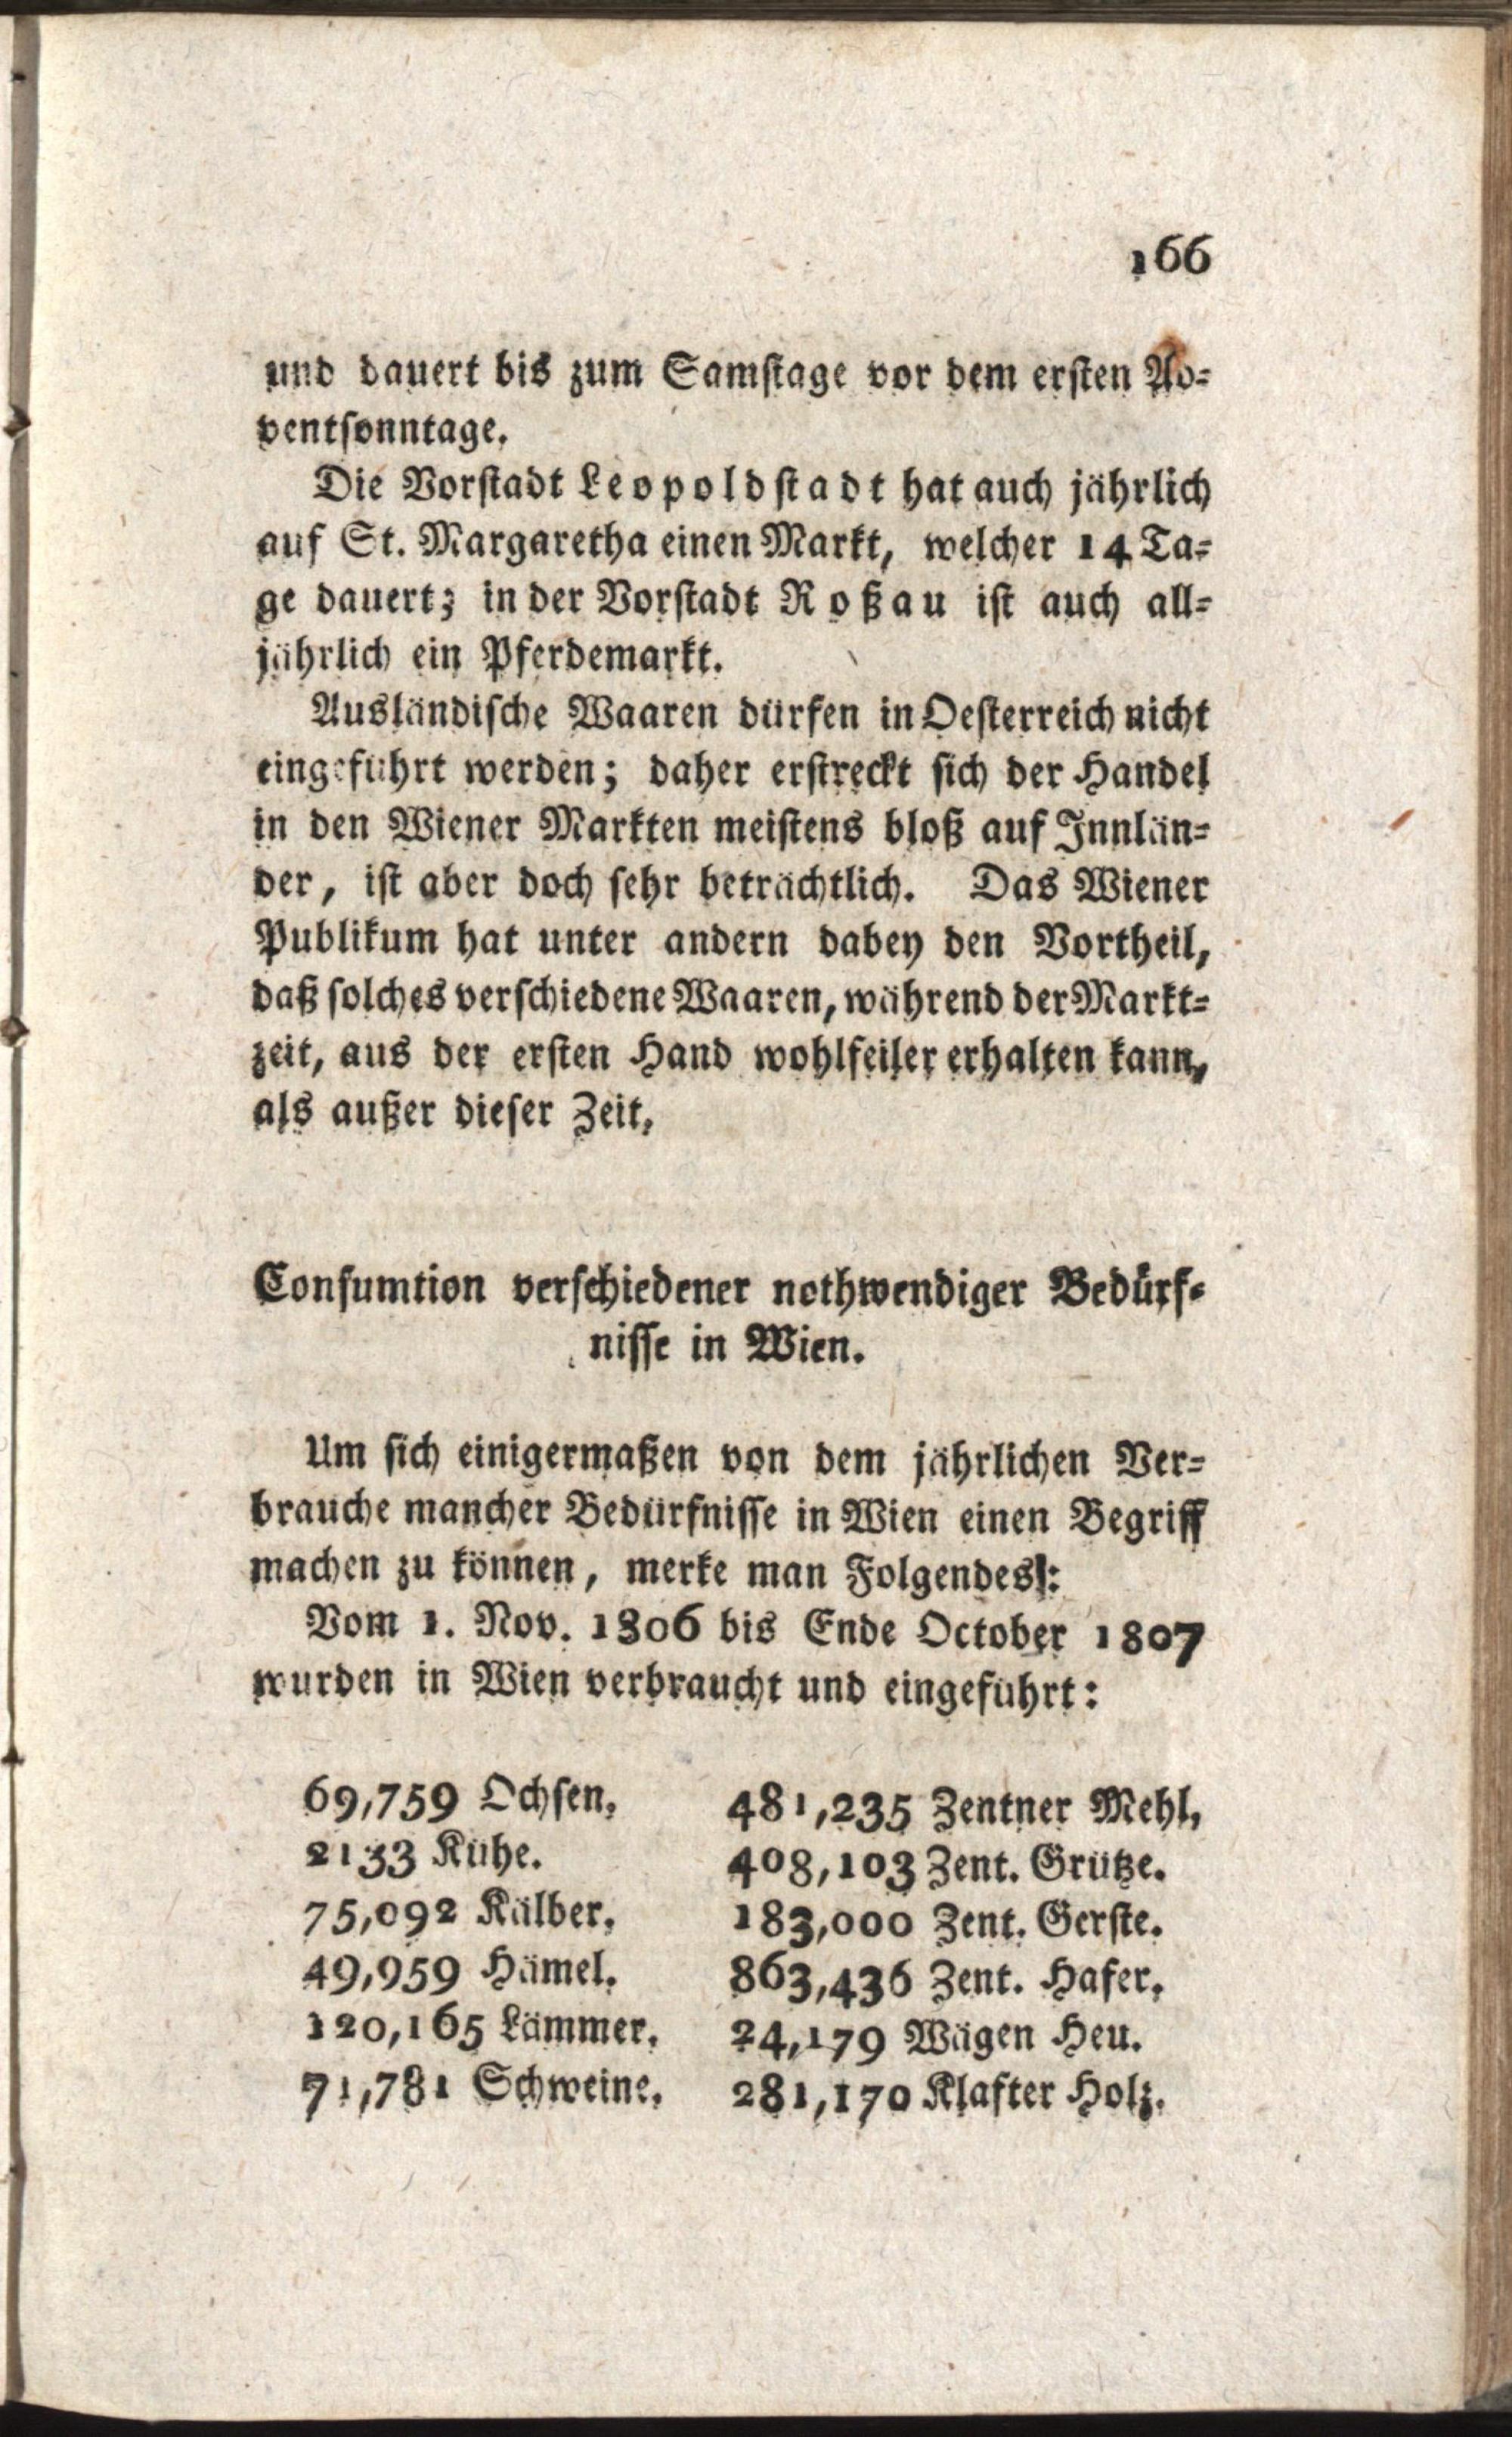 166
und dauert bis zum Samstage vor dem ersten Ad-
ventsonntage.
Die Vorstadt Leopoldstadt hat auch jährlich
auf St. Margaretha einen Markt, welcher 14 Ta-
ge dauert; in der Vorstadt Roßau ist auch all-
jährlich ein Pferdemarkt.
Ausländische Waaren dürfen in Oesterreich nicht
eingeführt werden; daher erstreckt sich der Handel
in den Wiener Markten meistens bloß auf Innlän-
der, ist aber doch sehr beträchtlich. Das Wiener
Publikum hat unter andern dabey den Vortheil,
daß solches verschiedene Waaren, während der Markt-
zeit, aus der ersten Hand wohlfeiler erhalten kann,
als außer dieser Zeit.
Consumtion verschiedener nothwendiger Bedürf-
nisse in Wien.
Um sich einigermaßen von dem jährlichen Ver-
brauche mancher Bedürfnisse in Wien einen Begriff
machen zu können, merke man Folgendes:
Vom 1. Nov. 1806 bis Ende October 1807
wurden in Wien verbraucht und eingeführt:
69,759 Ochsen.
2133 Kühe.
75,092 Kälber.
49,959 Hämel.
120,165 Lämmer.
71,781 Schweine.
481,235 Zentner Mehl.
408,103 Zent. Grütze.
183,000 Zent. Gerste.
863,436 Zent. Hafer.
24,179 Wägen Heu.
281,170 Klafter Holz.